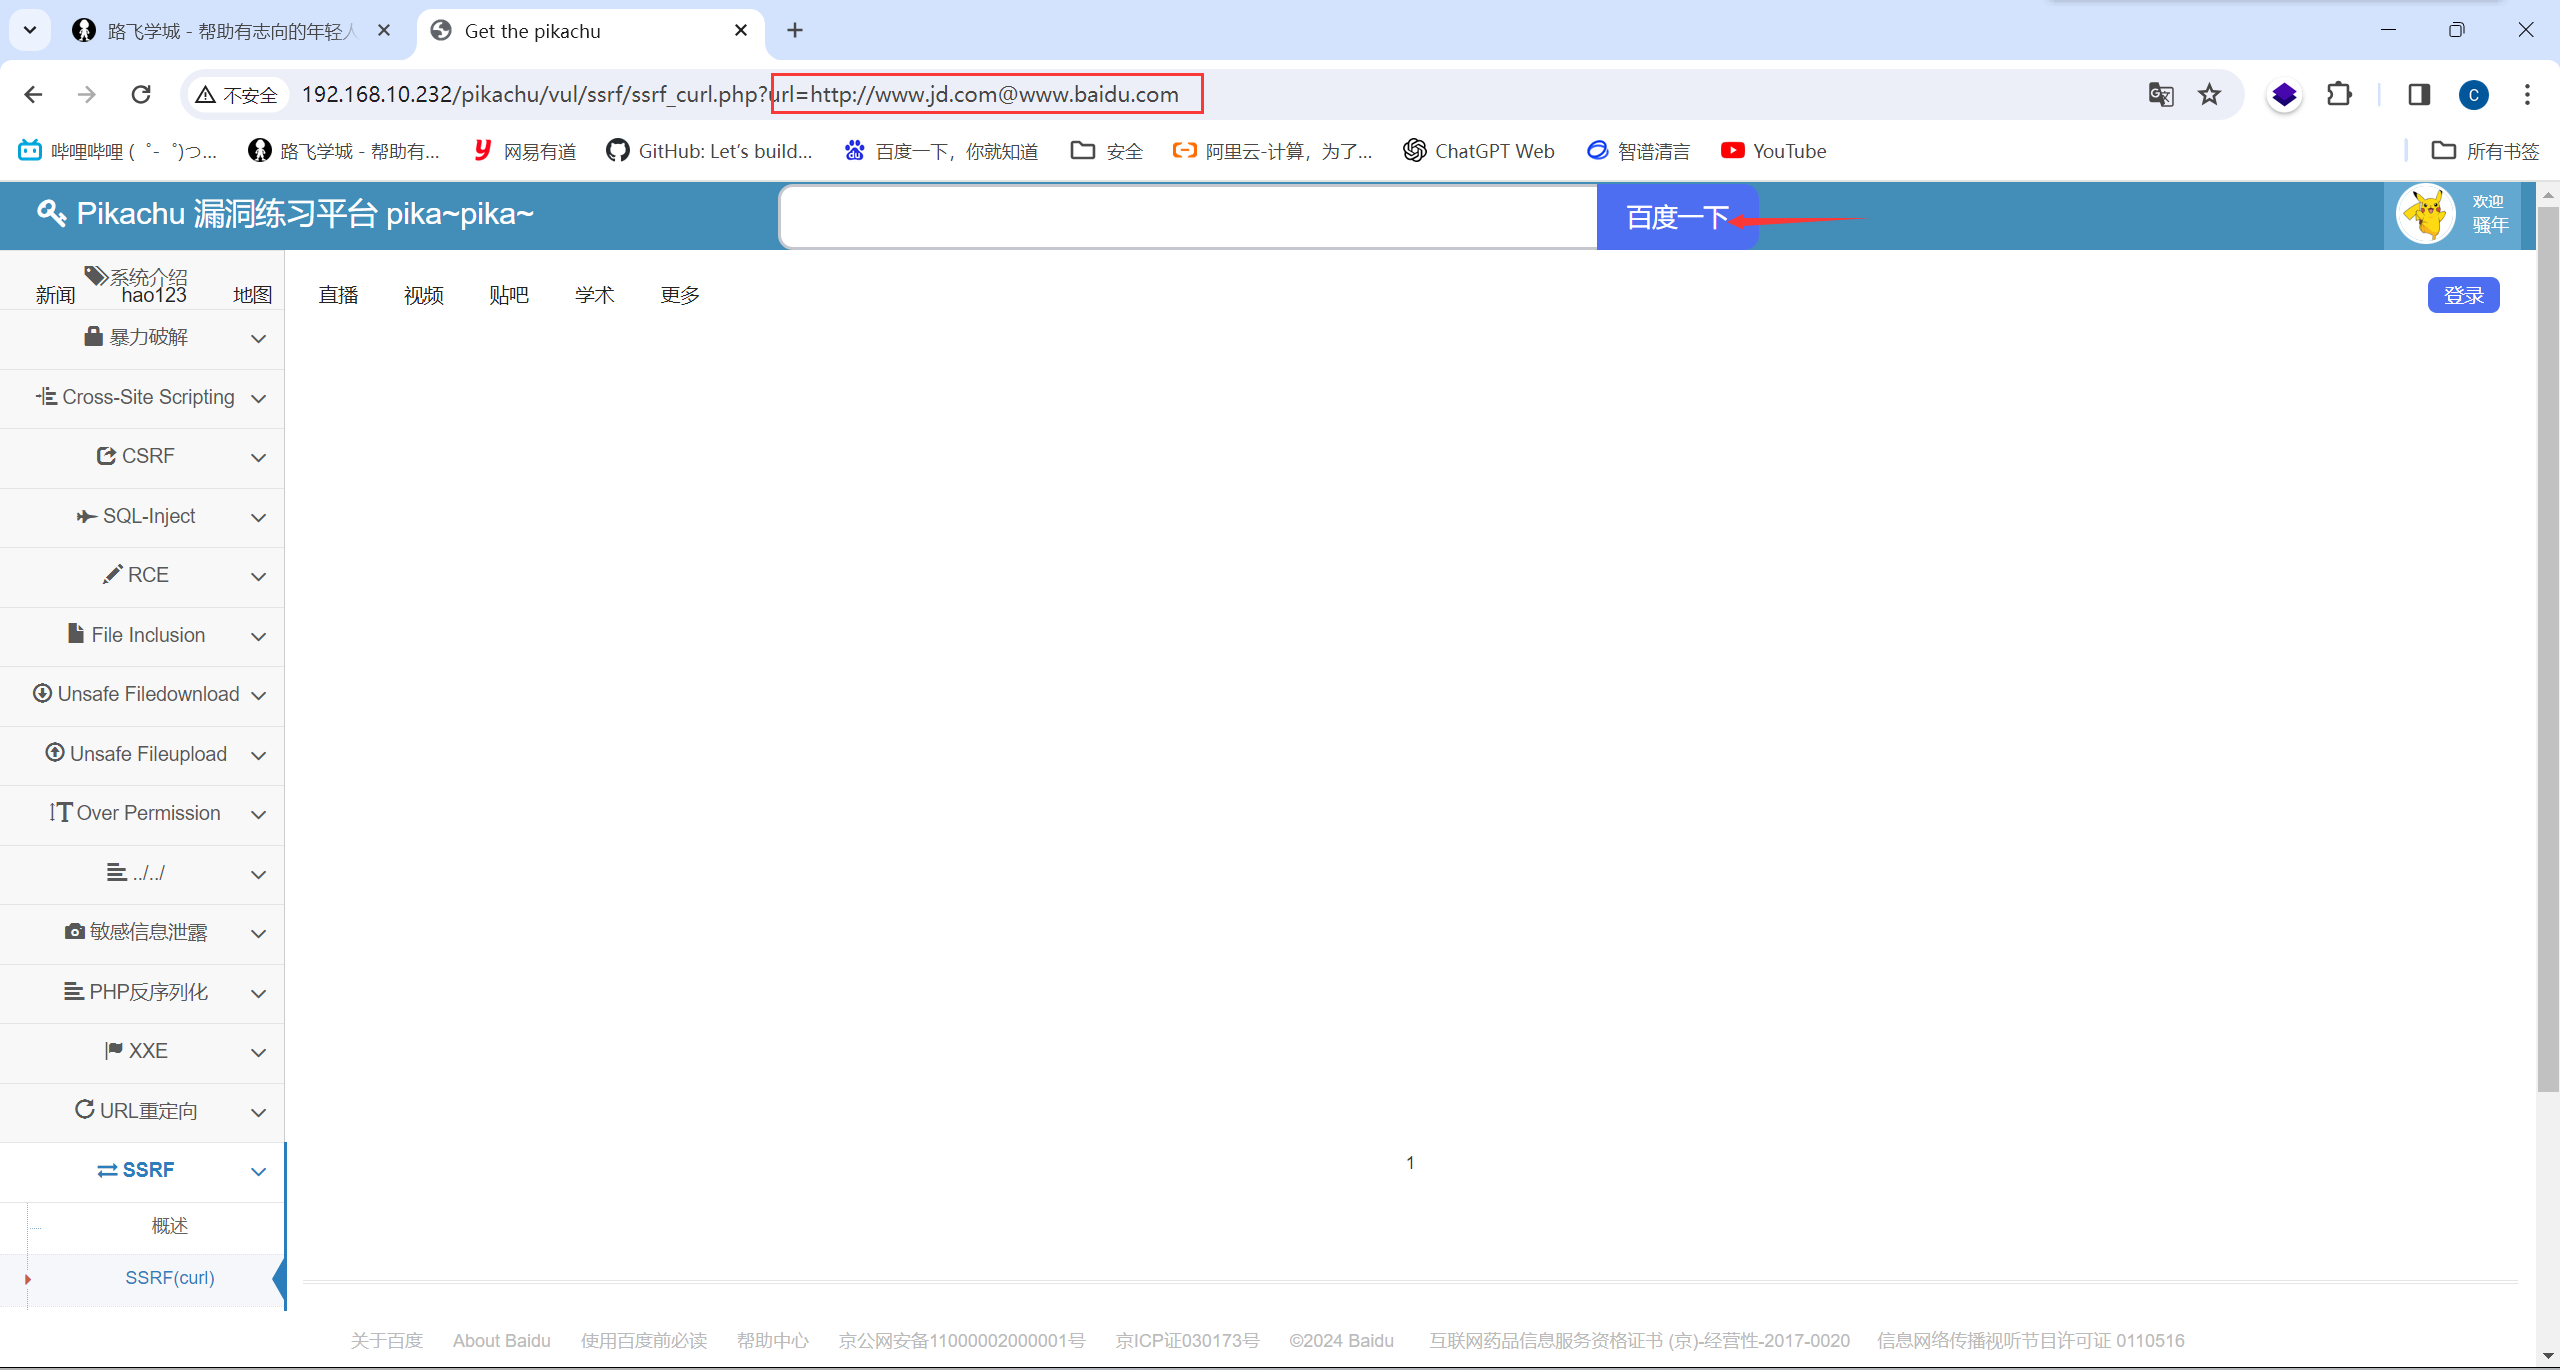 路飞学城 - 帮助有志向的年轻人
Get the pikachu
不安全
192.168.10.232/pikachu/vul/ssrf/ssrf_curl.php?url=http://www.jd.com@www.baidu.com
C
哔哩哔哩 (゜-゜)つ...
路飞学城 - 帮助有...
网易有道
GitHub: Let's build...
百度一下，你就知道
安全
阿里云-计算，为了...
ChatGPT Web
智谱清言
YouTube
所有书签
Pikachu 漏洞练习平台 pika~pika~
百度一下
欢迎
骚年
系统介绍
新闻 hao123 地图 直播 视频 贴吧 学术 更多
登录
暴力破解
Cross-Site Scripting
CSRF
SQL-Inject
RCE
File Inclusion
Unsafe Filedownload
Unsafe Fileupload
Over Permission
../../
敏感信息泄露
PHP反序列化
XXE
URL重定向
SSRF
1
概述
SSRF(curl)
关于百度 About Baidu 使用百度前必读 帮助中心 京公网安备11000002000001号 京ICP证030173号 ©2024 Baidu 互联网药品信息服务资格证书 (京)-经营性-2017-0020 信息网络传播视听节目许可证 0110516